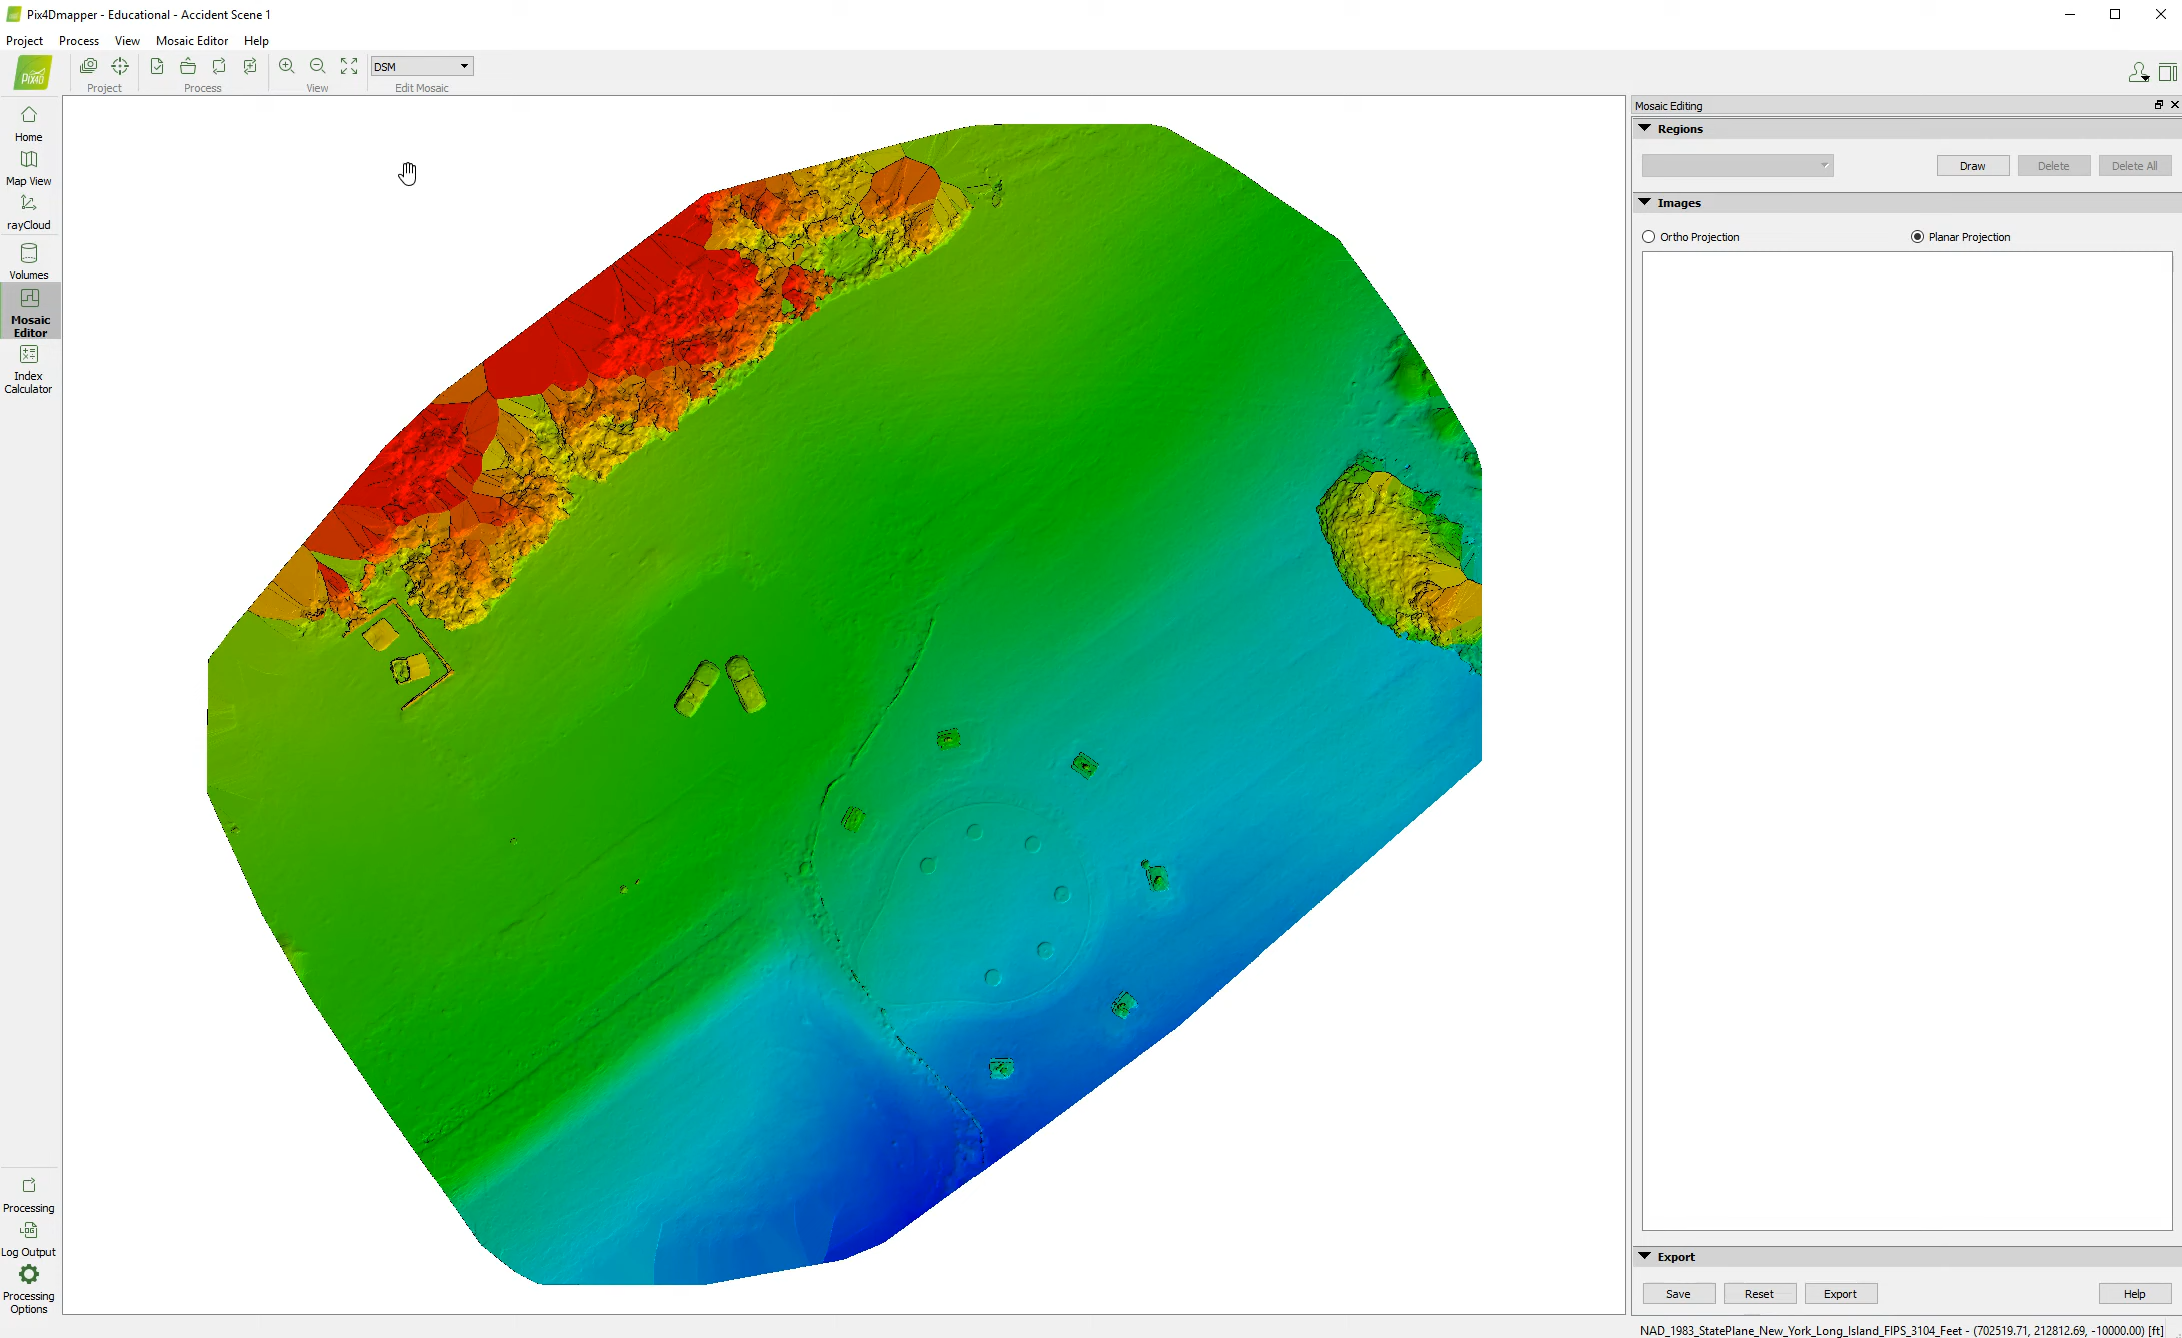 Pix4Dmapper - Educational - Accident Scene 1
Project Process View Mosaic Editor Help
PIX4D
DSM
Project Process View Edit Mosaic
Home
Map View
rayCloud
Volumes
Mosaic
Editor
Index
Calculator
Processing
LOG
Log Output
Processing
Options
Mosaic Editing
Regions
Draw Delete Delete All
Images
Ortho Projection Planar Projection
Export
Save Reset Export Help
NAD_1983_StatePlane_New_York_Long_Island_FIPS_3104_Feet - (702519.71, 212812.69, -10000.00) [ft]